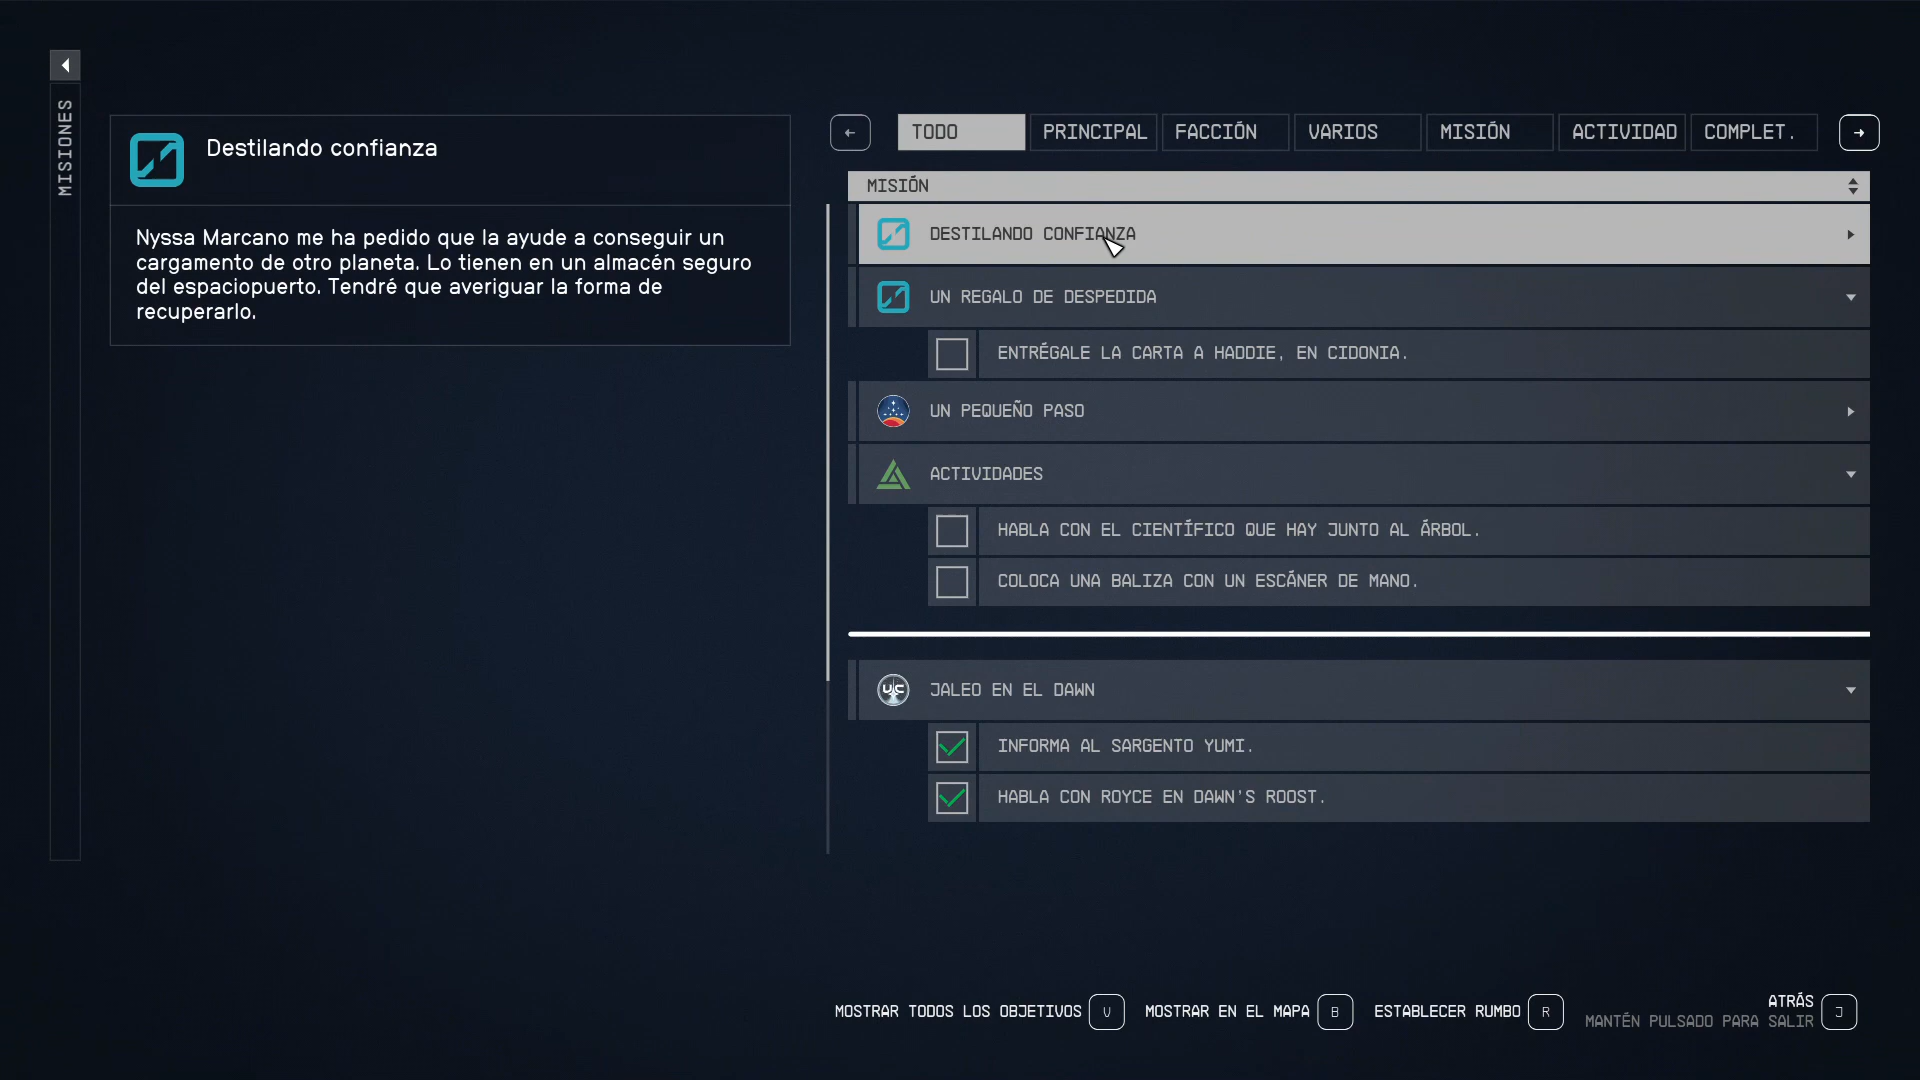 MISIONES
Destilando confianza
Nyssa Marcano me ha pedido que la ayude a conseguir un
cargamento de otro planeta. Lo tienen en un almacén seguro
del espaciopuerto. Tendré que averiguar la forma de
recuperarlo.
TODO PRINCIPAL FACCIÓN VARIOS MISIÓN ACTIVIDAD COMPLET.
MISIÓN
DESTILANDO CONFIANZA
UN REGALO DE DESPEDIDA
ENTRÉGALE LA CARTA A HADDIE, EN CIDONIA.
UN PEQUEÑO PASO
ACTIVIDADES
HABLA CON EL CIENTÍFICO QUE HAY JUNTO AL ÁRBOL.
COLOCA UNA BALIZA CON UN ESCÁNER DE MANO.
UC JALEO EN EL DAWN
INFORMA AL SARGENTO YUMI.
HABLA CON ROYCE EN DAWN'S ROOST.
MOSTRAR TODOS LOS OBJETIVOS V MOSTRAR EN EL MAPA B ESTABLECER RUMBO R ATRÁS J
MANTÉN PULSADO PARA SALIR